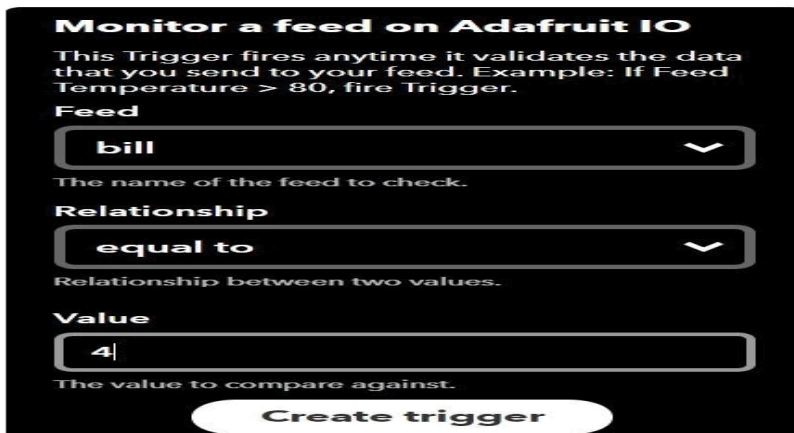 Monitor a feed on Adafruit IO
This Trigger fires anytime it validates the data
that you send to your feed. Example: If Feed
Temperature > 80, fire Trigger.
Feed
bill
The name of the feed to check.
Relationship
equal to
Relationship between two values.
Value
4
The value to compare against.
Create trigger